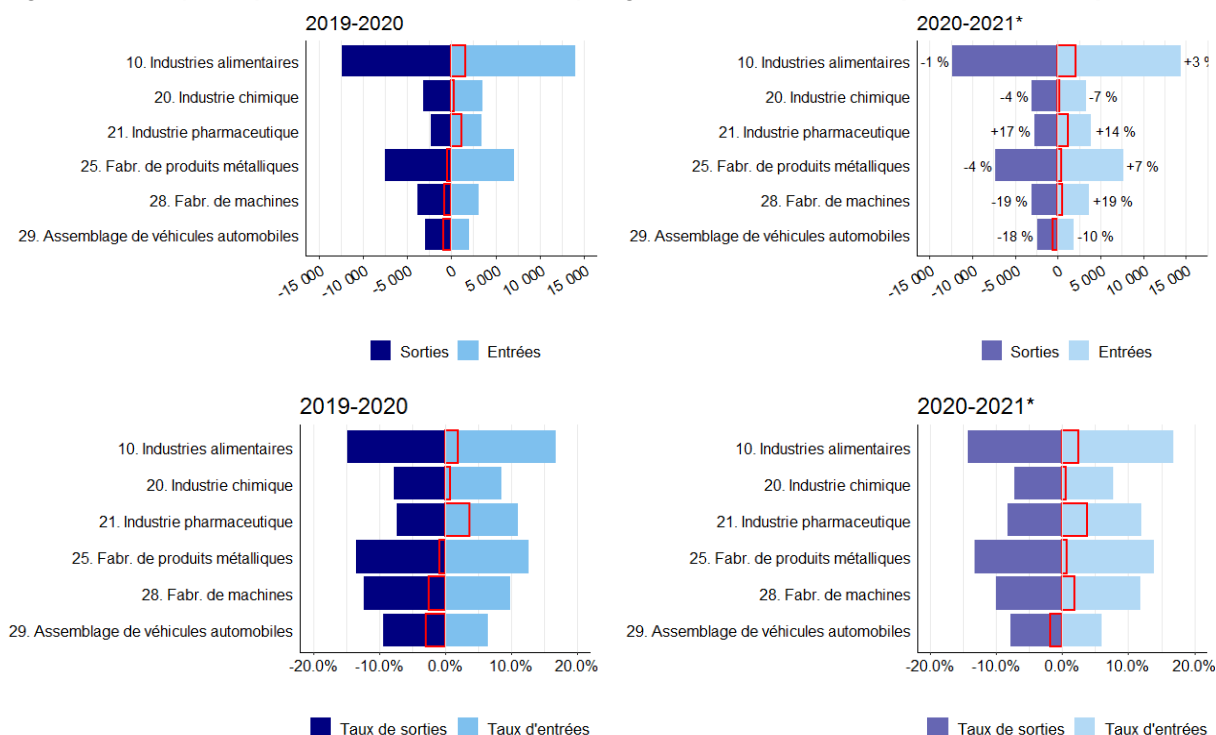 2019-2020
10. Industries alimentaires
20. Industrie chimique
21. Industrie pharmaceutique
25. Fabr. de produits métalliques
28. Fabr. de machines
29. Assemblage de véhicules automobiles
-15 000 -10 000 -5 000 0 5 000 10 000 15 000
Sorties Entrées
2020-2021*
10. Industries alimentaires -1 % +3 %
20. Industrie chimique -4 % -7 %
21. Industrie pharmaceutique +17 % +14 %
25. Fabr. de produits métalliques -4 % +7 %
28. Fabr. de machines -19 % +19 %
29. Assemblage de véhicules automobiles -18 % -10 %
-15 000 -10 000 -5 000 0 5 000 10 000 15 000
Sorties Entrées
2019-2020
10. Industries alimentaires
20. Industrie chimique
21. Industrie pharmaceutique
25. Fabr. de produits métalliques
28. Fabr. de machines
29. Assemblage de véhicules automobiles
-20.0% -10.0% 0.0% 10.0% 20.0%
Taux de sorties Taux d'entrées
2020-2021*
10. Industries alimentaires
20. Industrie chimique
21. Industrie pharmaceutique
25. Fabr. de produits métalliques
28. Fabr. de machines
29. Assemblage de véhicules automobiles
-20.0% -10.0% 0.0% 10.0% 20.0%
Taux de sorties Taux d'entrées